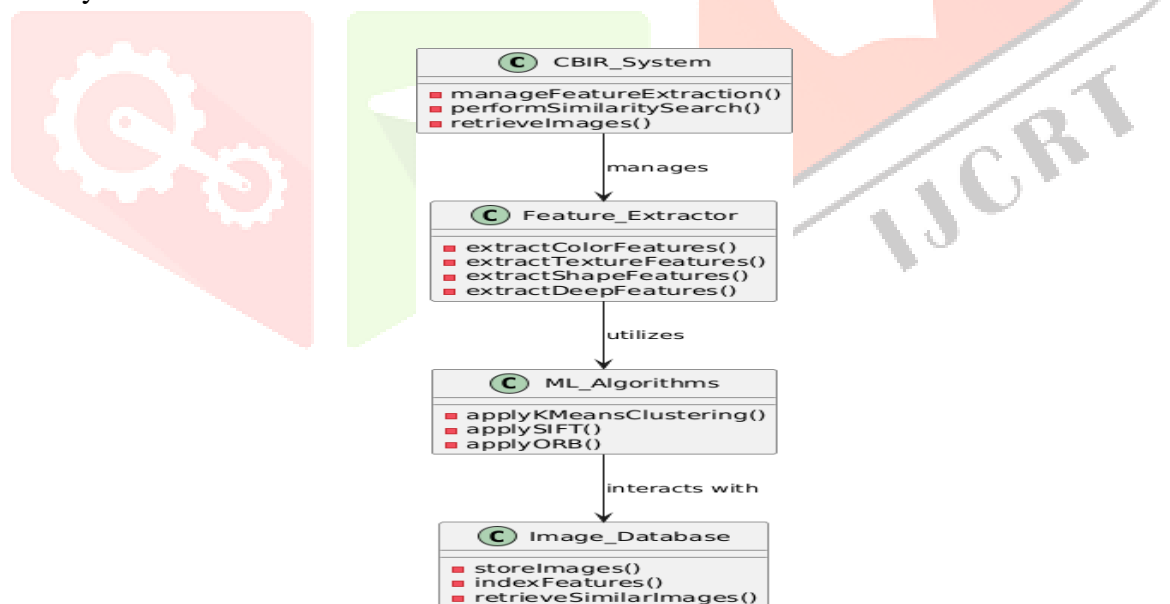 C CBIR_System
manageFeatureExtraction()
performSimilaritySearch()
retrieveImages()
manages
C Feature_Extractor
extractColorFeatures()
extractTextureFeatures()
extractShapeFeatures()
extractDeepFeatures()
utilizes
C ML_Algorithms
applyKMeansClustering()
applySIFT()
applyORB()
interacts with
C Image_Database
storeImages()
indexFeatures()
retrieveSimilarImages()
IJCRT